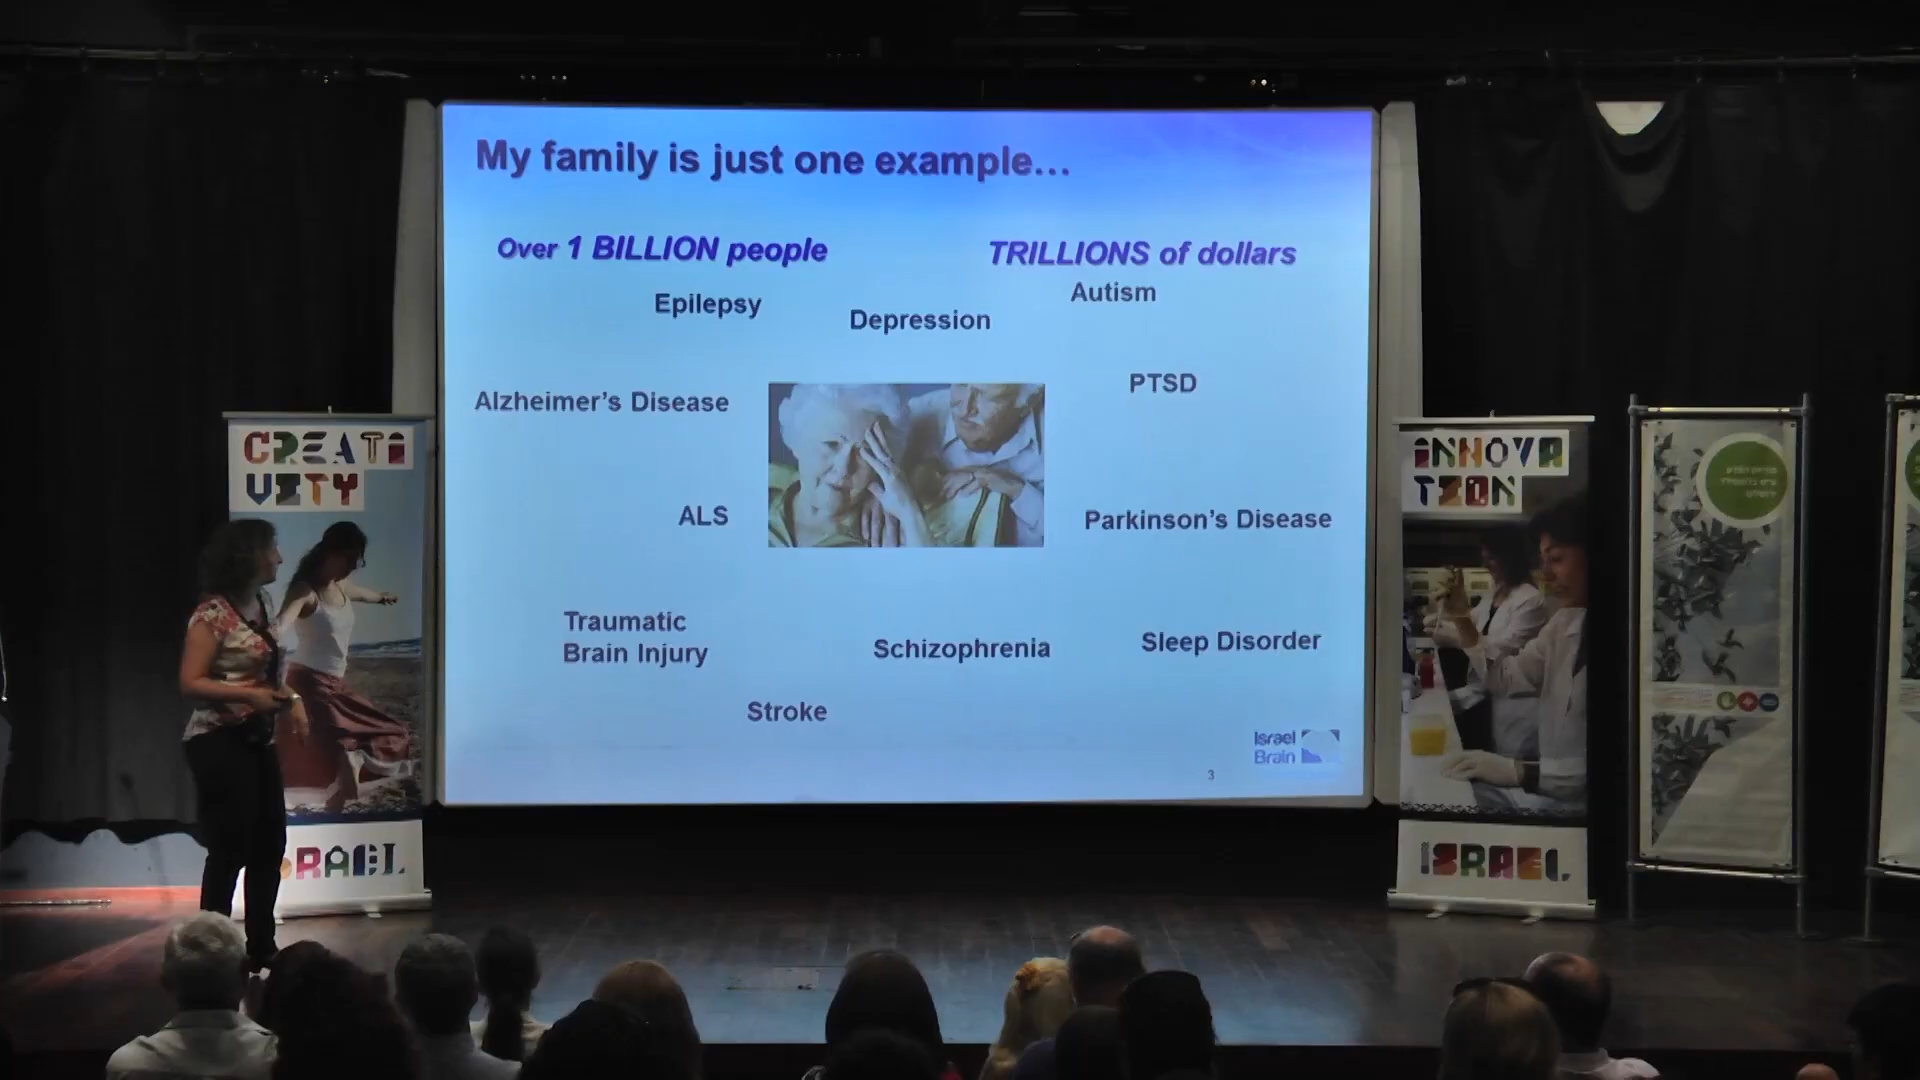 My family is just one example…
Over 1 BILLION people
TRILLIONS of dollars
Epilepsy
Autism
Depression
PTSD
Alzheimer's Disease
ALS
Parkinson's Disease
Traumatic
Brain Injury
Schizophrenia
Sleep Disorder
Stroke
Israel
Brain
3
CREATI
VITY
ISRAEL
INNOVA
TION
ISRAEL